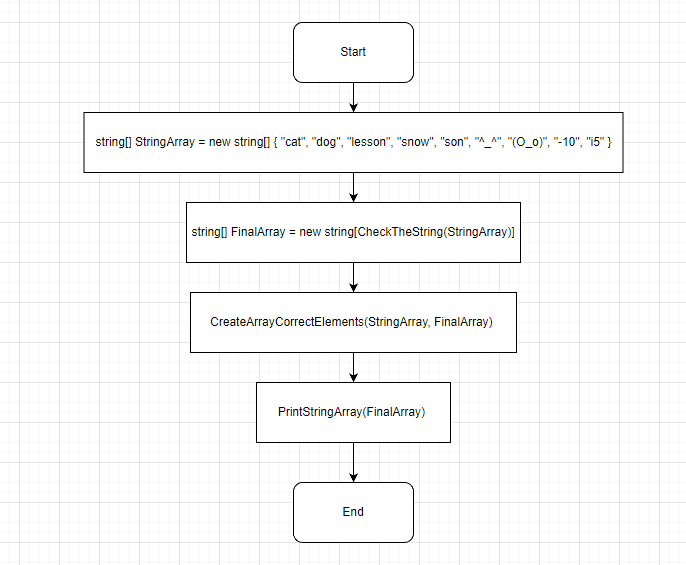 Start
string[] StringArray = new string[] { "cat", "dog", "lesson", "snow", "son", "^_^", "(O_o)", "-10", "i5" }
string[] FinalArray = new string[CheckTheString(StringArray)]
CreateArrayCorrectElements(StringArray, FinalArray)
PrintStringArray(FinalArray)
End